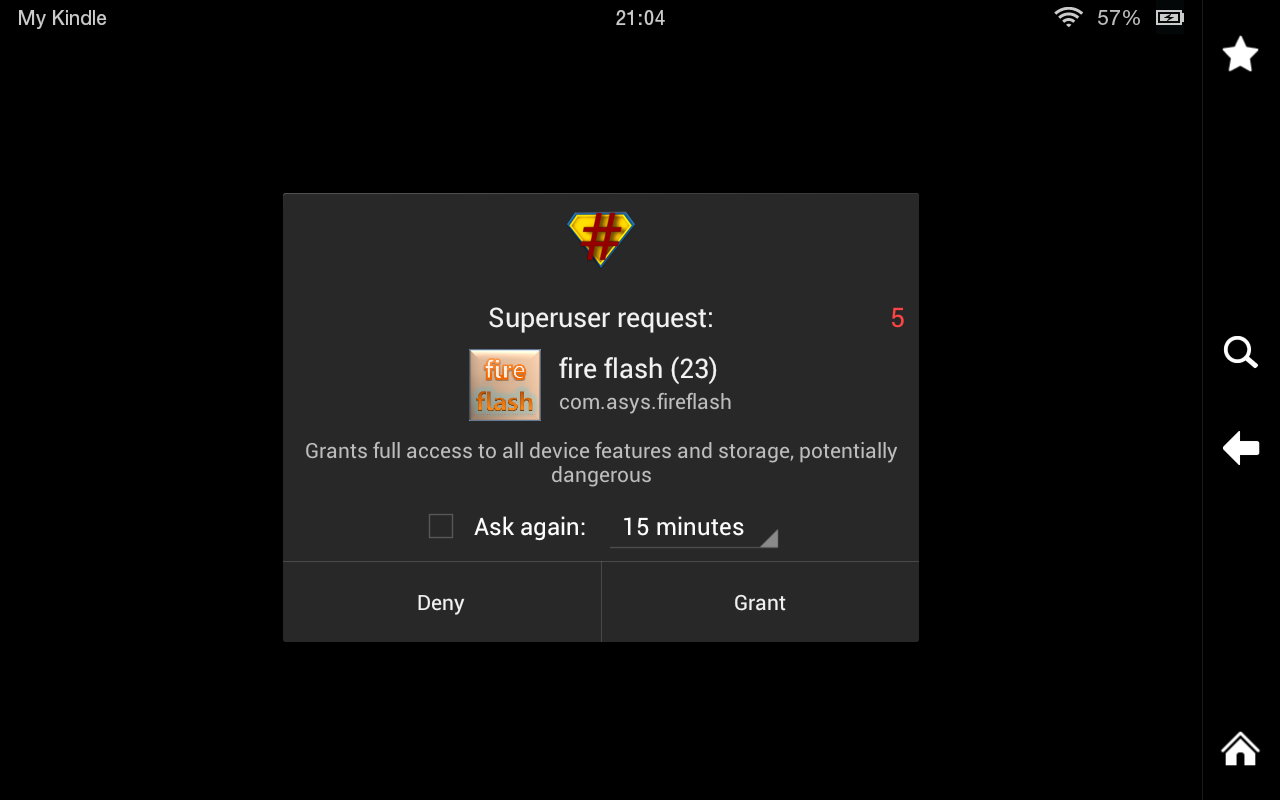 My Kindle
21:04
57%
#
Superuser request:
5
fire flash
fire flash (23)
com.asys.fireflash
Grants full access to all device features and storage, potentially
dangerous
Ask again:
15 minutes
Deny
Grant